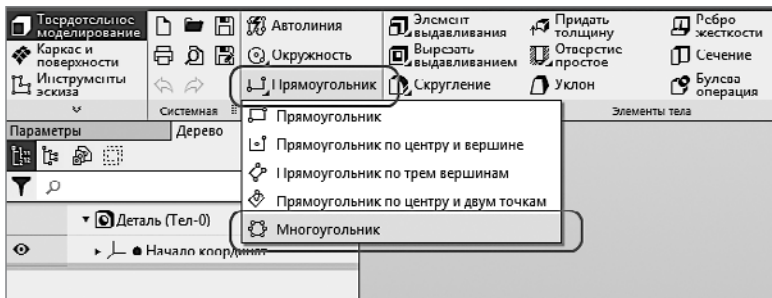 Твердотельное моделирование
Автолиния
Элемент выдавливания
Придать толщину
Ребро жесткости
Каркас и поверхности
Окружность
Вырезать выдавливанием
Отверстие простое
Сечение
Инструменты эскиза
Прямоугольник
Скругление
Уклон
Булева операция
Системная
Элементы тела
Параметры
Дерево
Прямоугольник
Прямоугольник по центру и вершине
Прямоугольник по трем вершинам
Прямоугольник по центру и двум точкам
Многоугольник
Деталь (Тел-0)
Начало координат